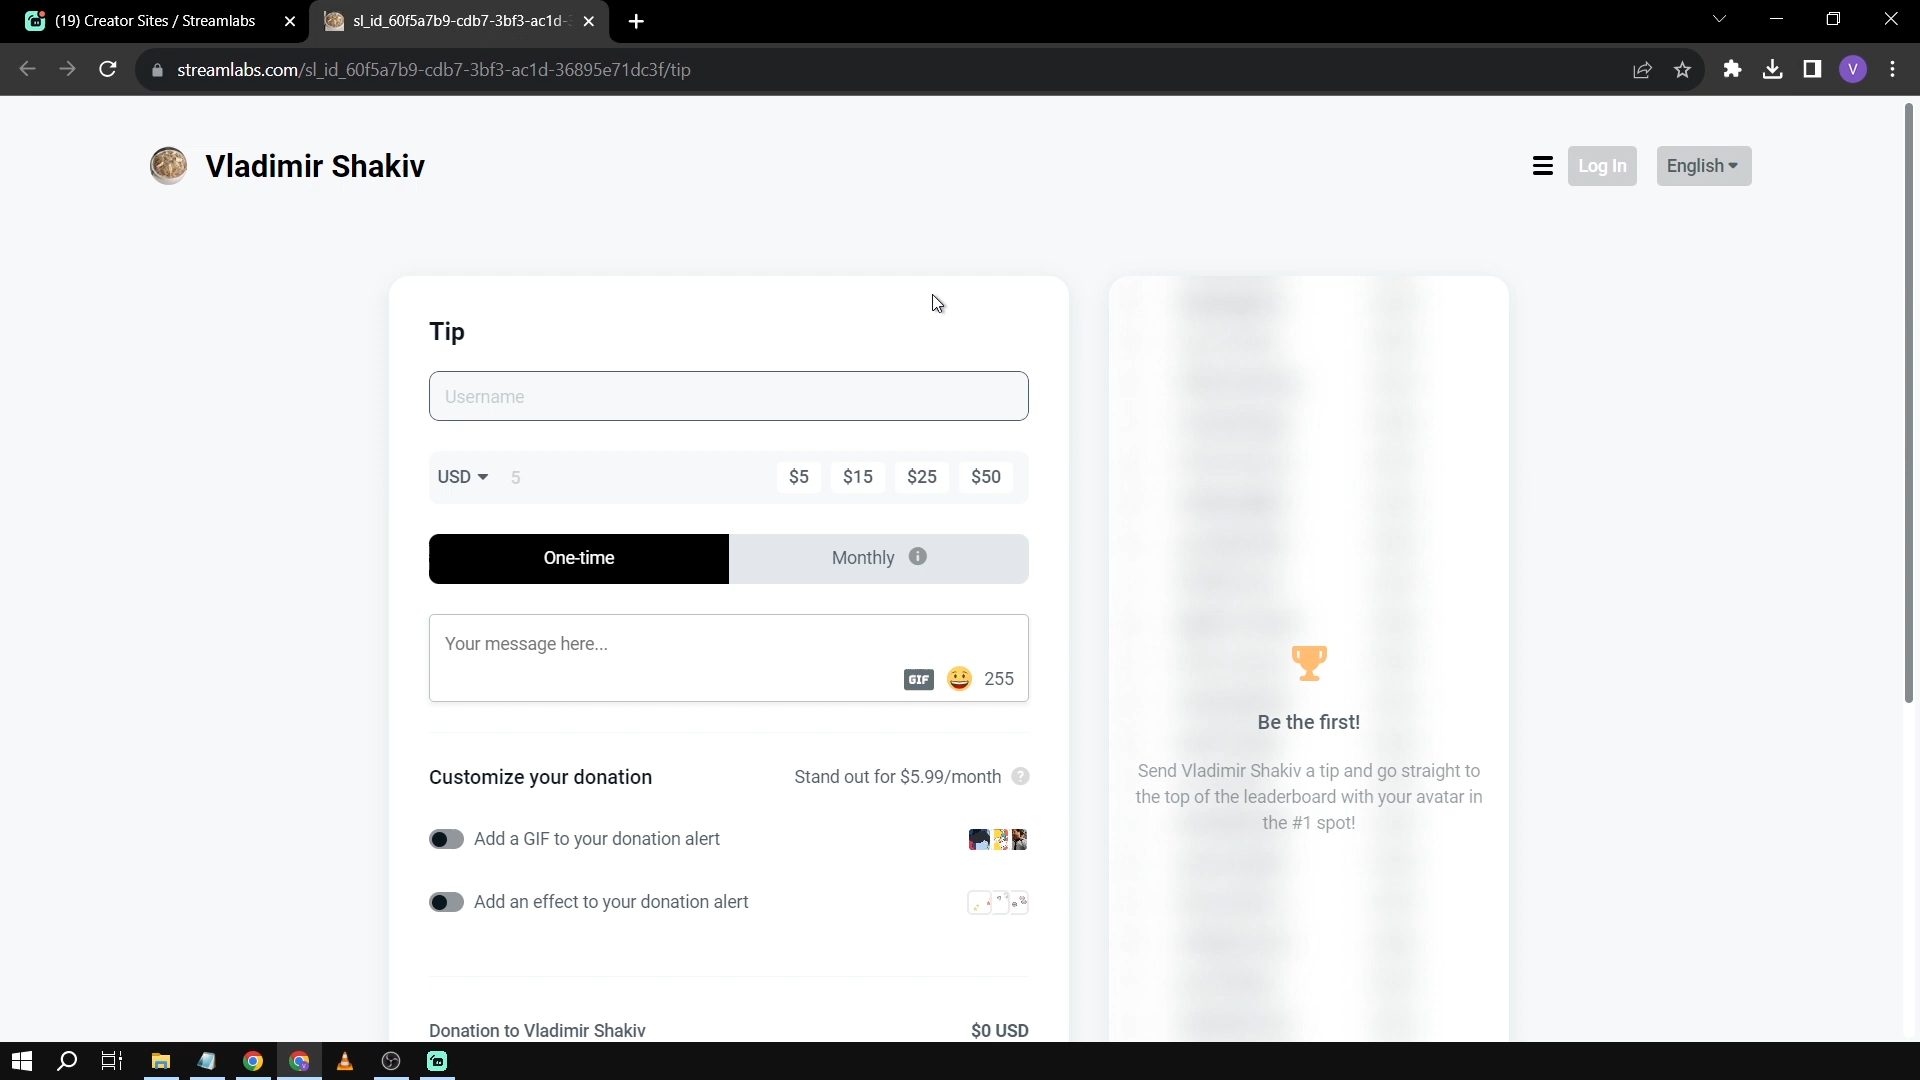 (19) Creator Sites / Streamlabs
sl_id_60f5a7b9-cdb7-3bf3-ac1d-
streamlabs.com/sl_id_60f5a7b9-cdb7-3bf3-ac1d-36895e71dc3f/tip
V
Vladimir Shakiv
Log In
English
Tip
Username
USD 5 $5 $15 $25 $50
One-time
Monthly
Your message here...
GIF 255
Customize your donation
Stand out for $5.99/month
Add a GIF to your donation alert
Add an effect to your donation alert
Donation to Vladimir Shakiv
$0 USD
Be the first!
Send Vladimir Shakiv a tip and go straight to
the top of the leaderboard with your avatar in
the #1 spot!